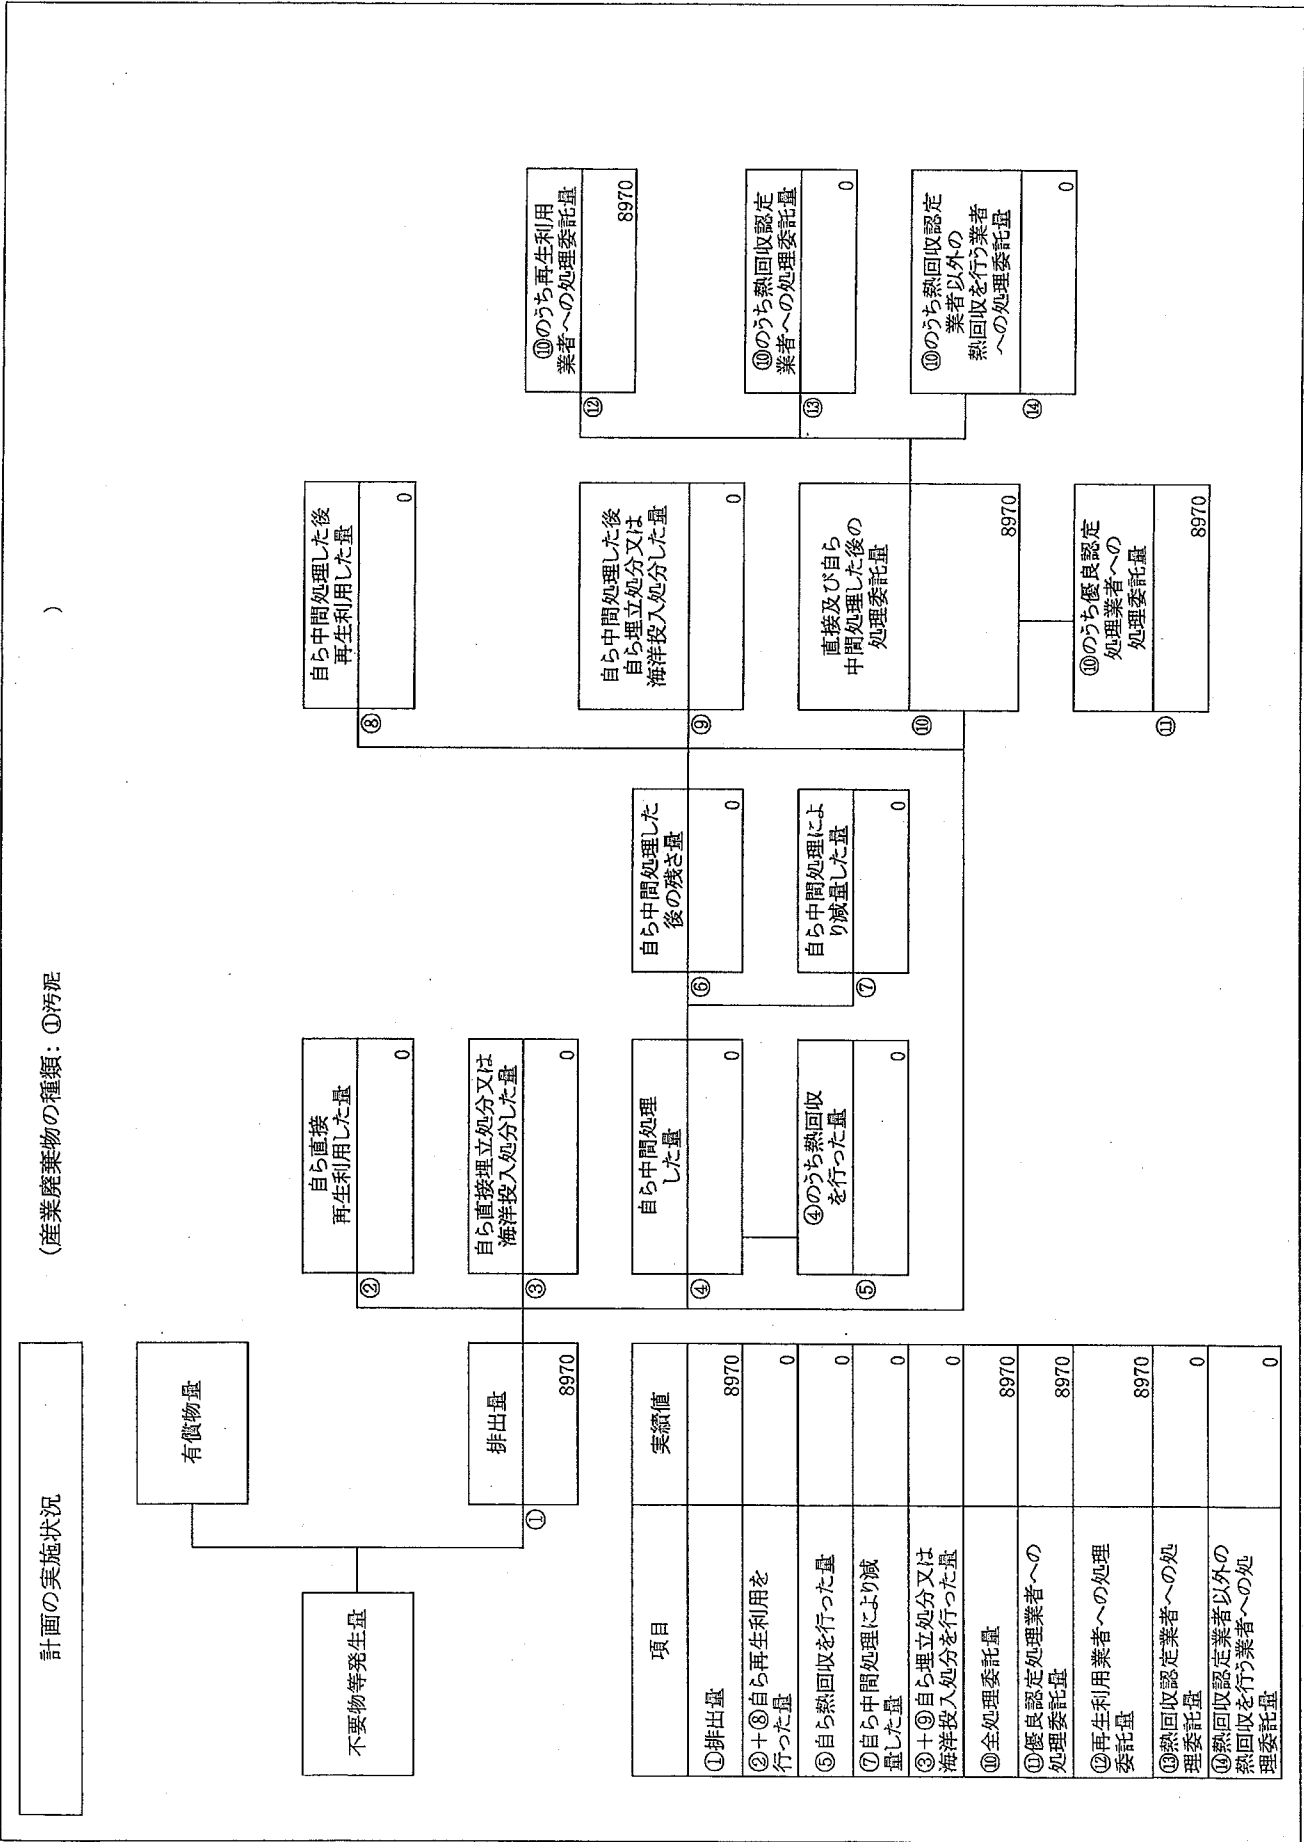 計画の実施状況
(産業廃棄物の種類：①汚泥
)
不要物等発生量
有償物量
①
排出量
8970
②
自ら直接
再生利用した量
0
③
自ら直接埋立処分又は
海洋投入処分した量
0
④
自ら中間処理
した量
0
⑤
④のうち熱回収
を行った量
0
⑥
自ら中間処理した
後の残さ量
0
⑦
自ら中間処理によ
り減量した量
0
⑧
自ら中間処理した後
再生利用した量
0
⑨
自ら中間処理した後
自ら埋立処分又は
海洋投入処分した量
0
⑩
直接及び自ら
中間処理した後の
処理委託量
8970
⑪
⑩のうち優良認定
処理業者への
処理委託量
8970
⑫
⑩のうち再生利用
業者への処理委託量
8970
⑬
⑩のうち熱回収認定
業者への処理委託量
0
⑭
⑩のうち熱回収認定
業者以外の
熱回収を行う業者
への処理委託量
0
項目
実績値
①排出量
8970
②＋⑧自ら再生利用を
行った量
0
⑤自ら熱回収を行った量
0
⑦自ら中間処理により減
量した量
0
③＋⑨自ら埋立処分又は
海洋投入処分を行った量
0
⑩全処理委託量
8970
⑪優良認定処理業者への
処理委託量
8970
⑫再生利用業者への処理
委託量
8970
⑬熱回収認定業者への処
理委託量
0
⑭熱回収認定業者以外の
熱回収を行う業者への処
理委託量
0